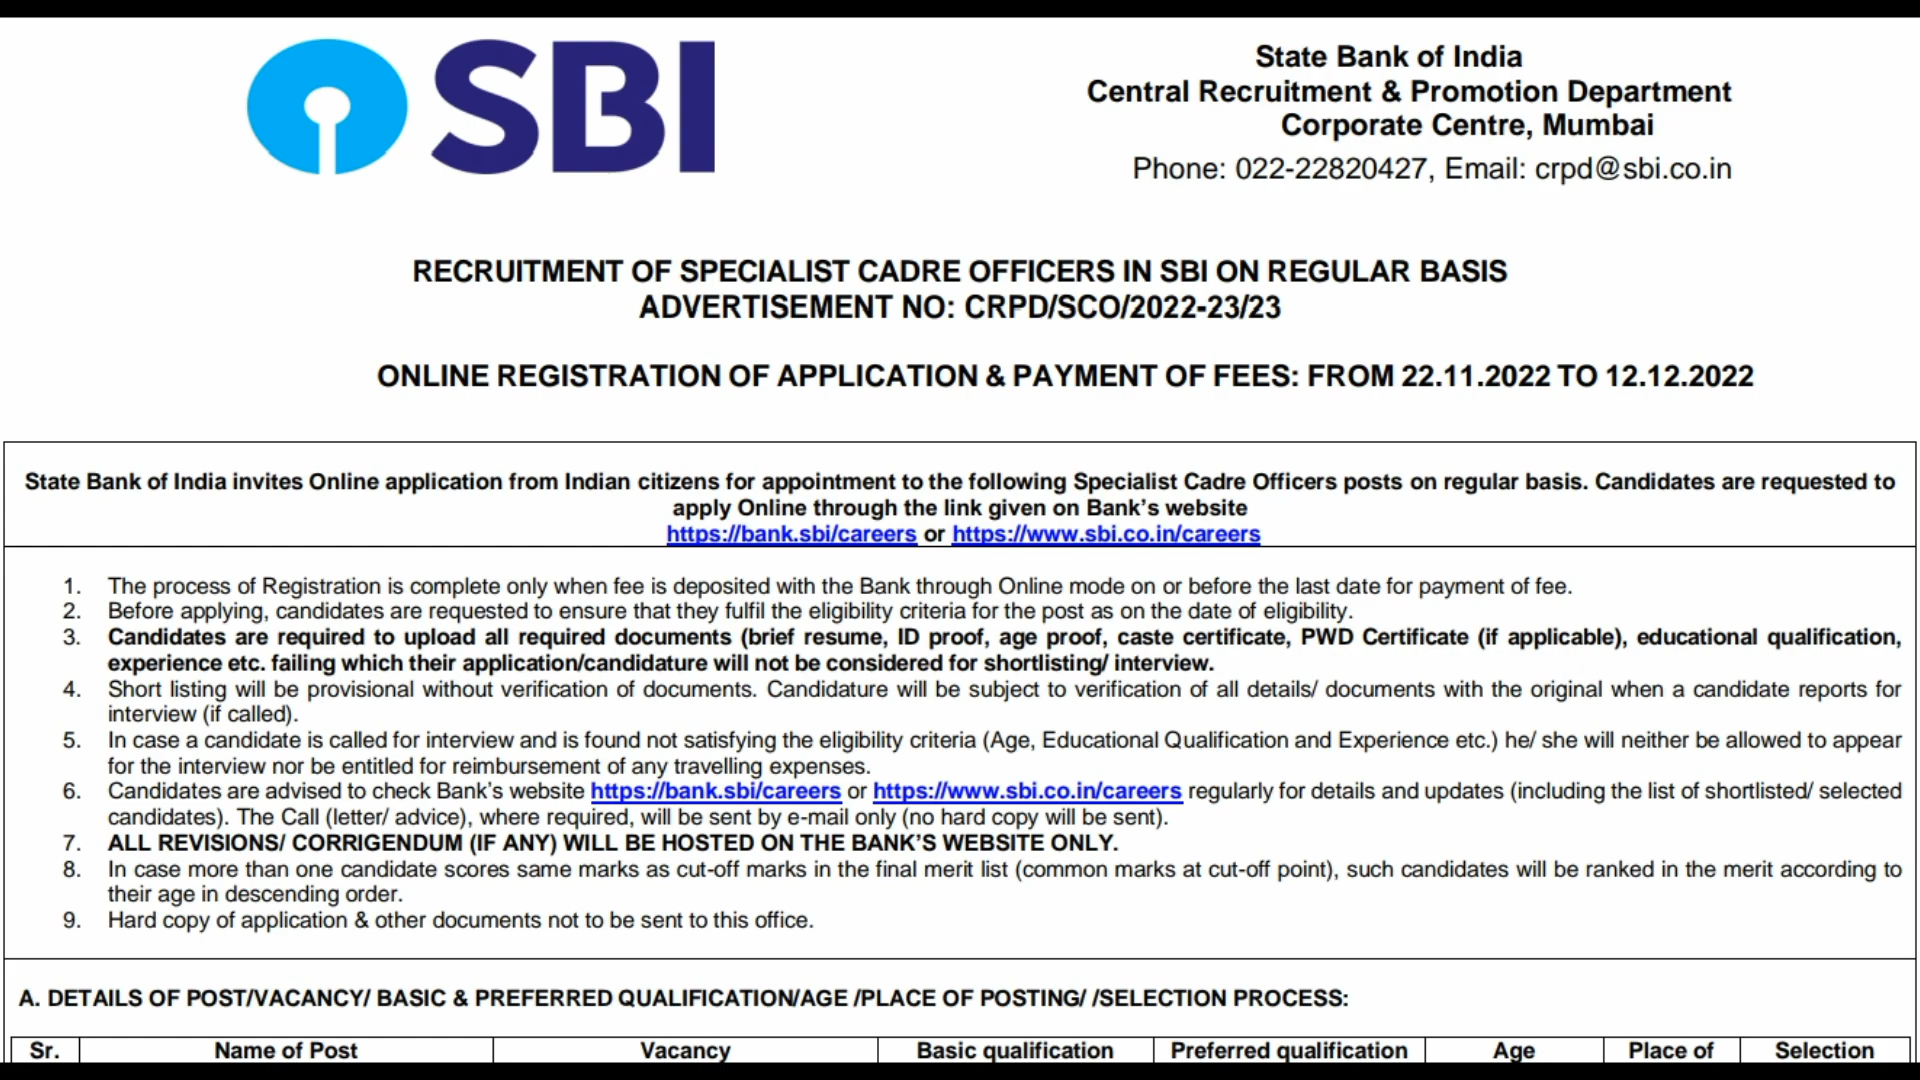 SBI
State Bank of India
Central Recruitment & Promotion Department
Corporate Centre, Mumbai
Phone: 022-22820427, Email: crpd@sbi.co.in
RECRUITMENT OF SPECIALIST CADRE OFFICERS IN SBI ON REGULAR BASIS
ADVERTISEMENT NO: CRPD/SCO/2022-23/23
ONLINE REGISTRATION OF APPLICATION & PAYMENT OF FEES: FROM 22.11.2022 TO 12.12.2022
State Bank of India invites Online application from Indian citizens for appointment to the following Specialist Cadre Officers posts on regular basis. Candidates are requested to
apply Online through the link given on Bank's website
https://bank.sbi/careers or https://www.sbi.co.in/careers
1. The process of Registration is complete only when fee is deposited with the Bank through Online mode on or before the last date for payment of fee.
2. Before applying, candidates are requested to ensure that they fulfil the eligibility criteria for the post as on the date of eligibility.
3. Candidates are required to upload all required documents (brief resume, ID proof, age proof, caste certificate, PWD Certificate (if applicable), educational qualification,
experience etc. failing which their application/candidature will not be considered for shortlisting/ interview.
4. Short listing will be provisional without verification of documents. Candidature will be subject to verification of all details/ documents with the original when a candidate reports for
interview (if called).
5. In case a candidate is called for interview and is found not satisfying the eligibility criteria (Age, Educational Qualification and Experience etc.) he/ she will neither be allowed to appear
for the interview nor be entitled for reimbursement of any travelling expenses.
6. Candidates are advised to check Bank's website https://bank.sbi/careers or https://www.sbi.co.in/careers regularly for details and updates (including the list of shortlisted/ selected
candidates). The Call (letter/ advice), where required, will be sent by e-mail only (no hard copy will be sent).
7. ALL REVISIONS/ CORRIGENDUM (IF ANY) WILL BE HOSTED ON THE BANK'S WEBSITE ONLY.
8. In case more than one candidate scores same marks as cut-off marks in the final merit list (common marks at cut-off point), such candidates will be ranked in the merit according to
their age in descending order.
9. Hard copy of application & other documents not to be sent to this office.
A. DETAILS OF POST/VACANCY/ BASIC & PREFERRED QUALIFICATION/AGE /PLACE OF POSTING/ /SELECTION PROCESS:
Sr. Name of Post Vacancy Basic qualification Preferred qualification Age Place of Selection